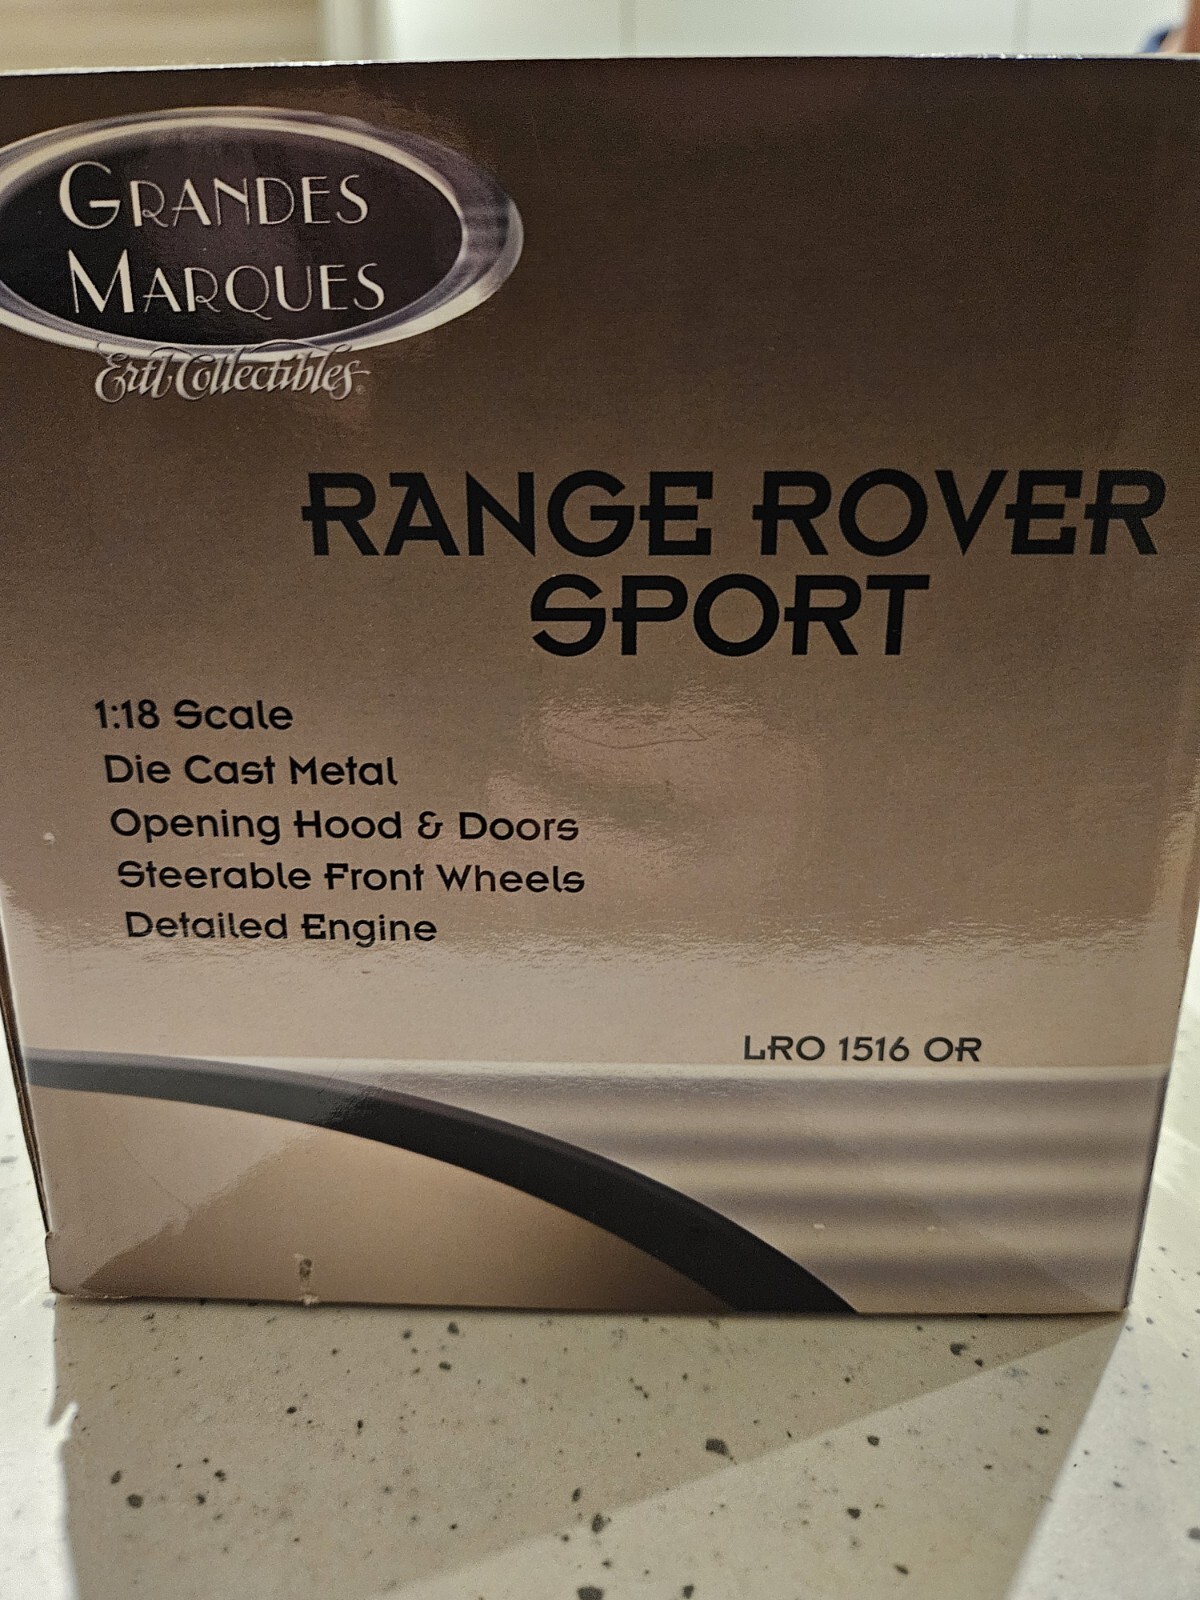 GRANDES
MARQUES
Ertl Collectibles®
RANGE ROVER
SPORT
1:18 Scale
Die Cast Metal
Opening Hood & Doors
Steerable Front Wheels
Detailed Engine
LRO 1516 OR